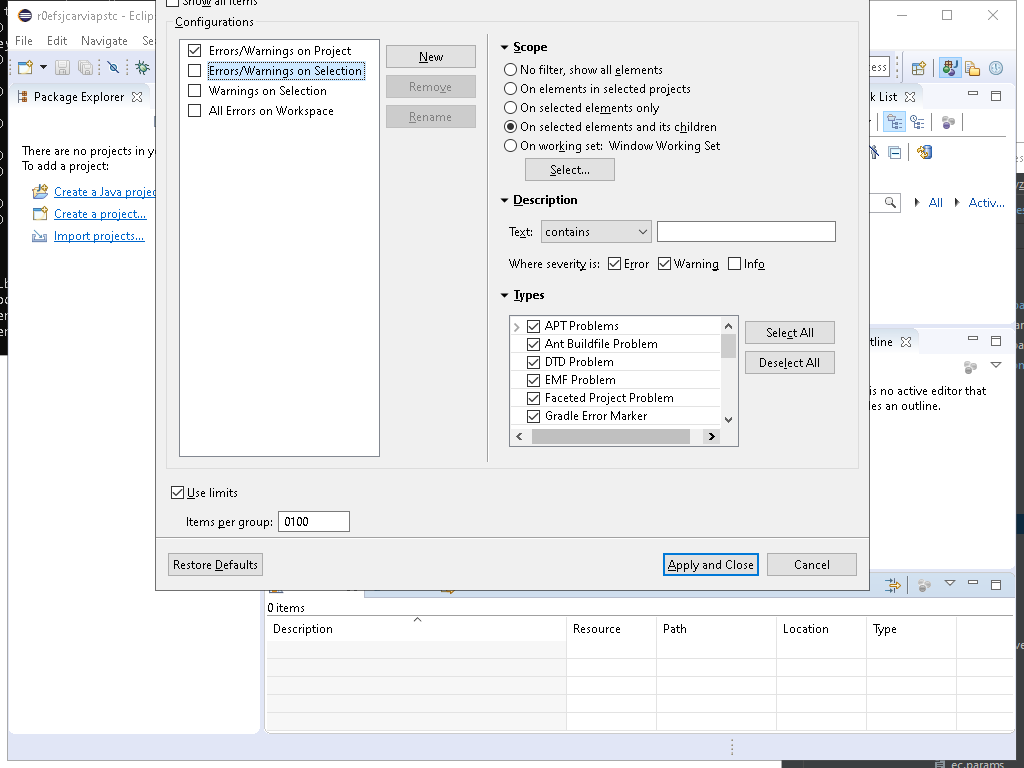 r0efsjcarviapstc - Eclip
Show all items
File Edit Navigate Se
Configurations
Errors/Warnings on Project
Errors/Warnings on Selection
Warnings on Selection
All Errors on Workspace
New
Remove
Rename
Scope
No filter, show all elements
On elements in selected projects
On selected elements only
On selected elements and its children
On working set: Window Working Set
Select...
Description
Text: contains
Where severity is: Error Warning Info
Types
APT Problems
Ant Buildfile Problem
DTD Problem
EMF Problem
Faceted Project Problem
Gradle Error Marker
Select All
Deselect All
Use limits
Items per group: 0100
Restore Defaults
Apply and Close
Cancel
Package Explorer
There are no projects in y
To add a project:
Create a Java projec
Create a project...
Import projects...
ess
k List
All
Activ...
tline
is no active editor that
les an outline.
0 items
Description Resource Path Location Type
ec.params